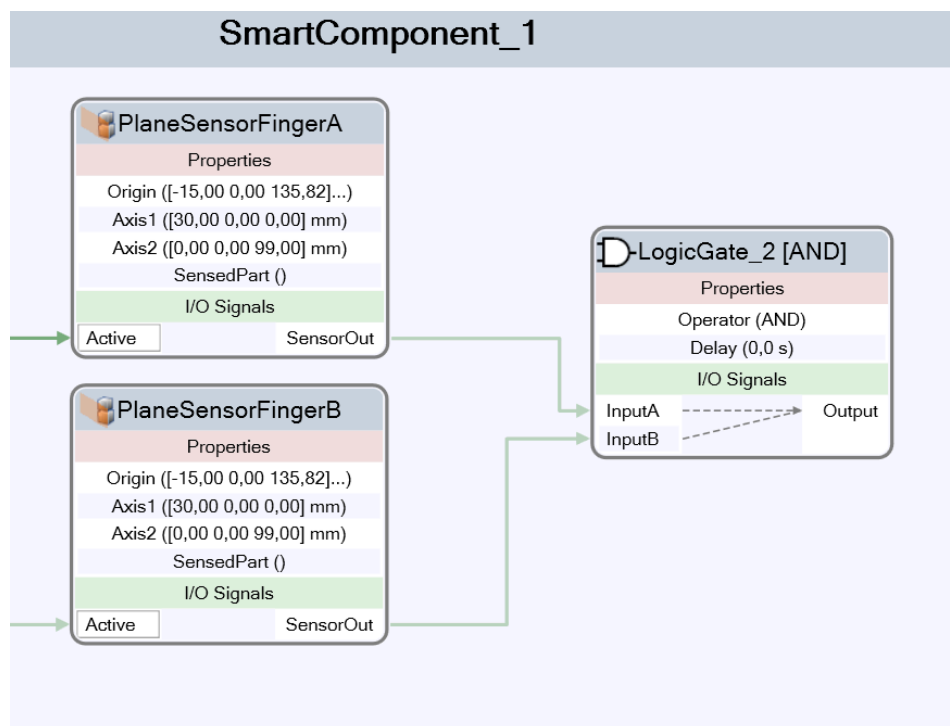 SmartComponent_1
PlaneSensorFingerA
Properties
Origin ([-15,00 0,00 135,82]...)
Axis1 ([30,00 0,00 0,00] mm)
Axis2 ([0,00 0,00 99,00] mm)
SensedPart ()
I/O Signals
Active SensorOut
PlaneSensorFingerB
Properties
Origin ([-15,00 0,00 135,82]...)
Axis1 ([30,00 0,00 0,00] mm)
Axis2 ([0,00 0,00 99,00] mm)
SensedPart ()
I/O Signals
Active SensorOut
LogicGate_2 [AND]
Properties
Operator (AND)
Delay (0,0 s)
I/O Signals
InputA Output
InputB